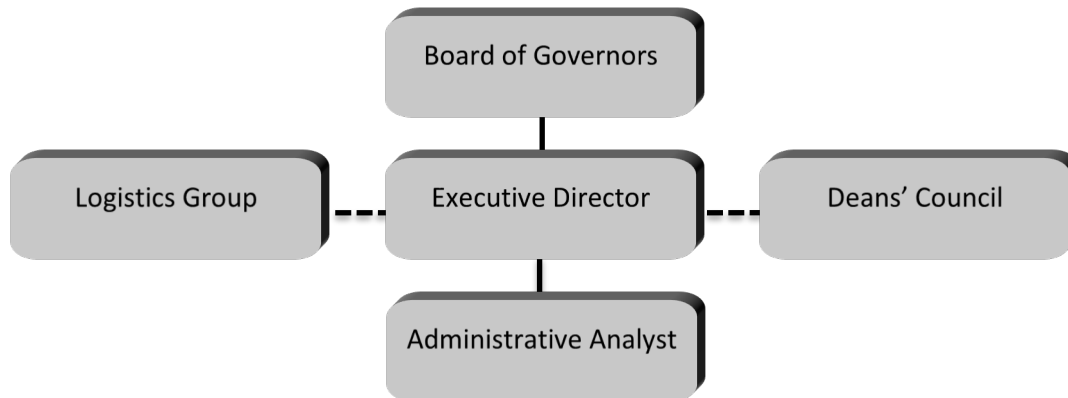 Board of Governors
Logistics Group
Executive Director
Deans’ Council
Administrative Analyst